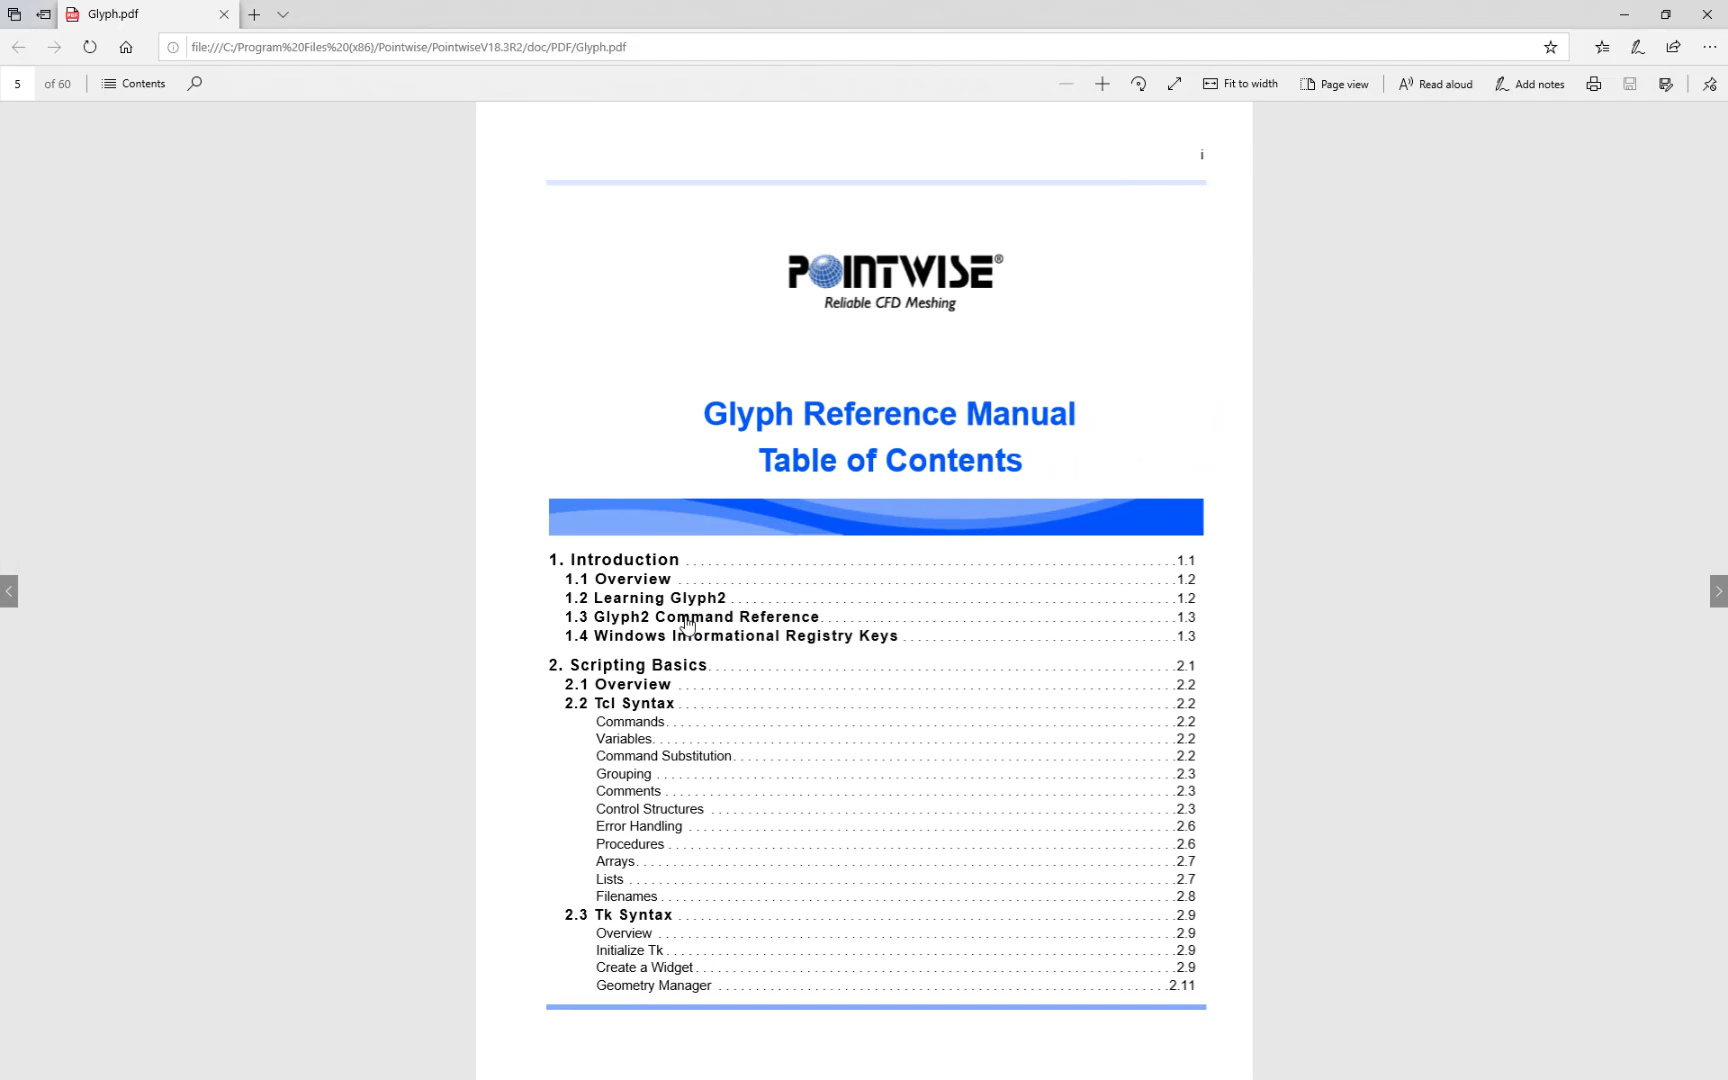 Glyph.pdf
file:///C:/Program%20Files%20(x86)/Pointwise/PointwiseV18.3R2/doc/PDF/Glyph.pdf
5 of 60 Contents Fit to width Page view Read aloud Add notes
i
POINTWISE®
Reliable CFD Meshing
Glyph Reference Manual
Table of Contents
1. Introduction 1.1
1.1 Overview 1.2
1.2 Learning Glyph2 1.2
1.3 Glyph2 Command Reference 1.3
1.4 Windows Informational Registry Keys 1.3
2. Scripting Basics 2.1
2.1 Overview 2.2
2.2 Tcl Syntax 2.2
Commands 2.2
Variables 2.2
Command Substitution 2.2
Grouping 2.3
Comments 2.3
Control Structures 2.3
Error Handling 2.6
Procedures 2.6
Arrays 2.7
Lists 2.7
Filenames 2.8
2.3 Tk Syntax 2.9
Overview 2.9
Initialize Tk 2.9
Create a Widget 2.9
Geometry Manager 2.11